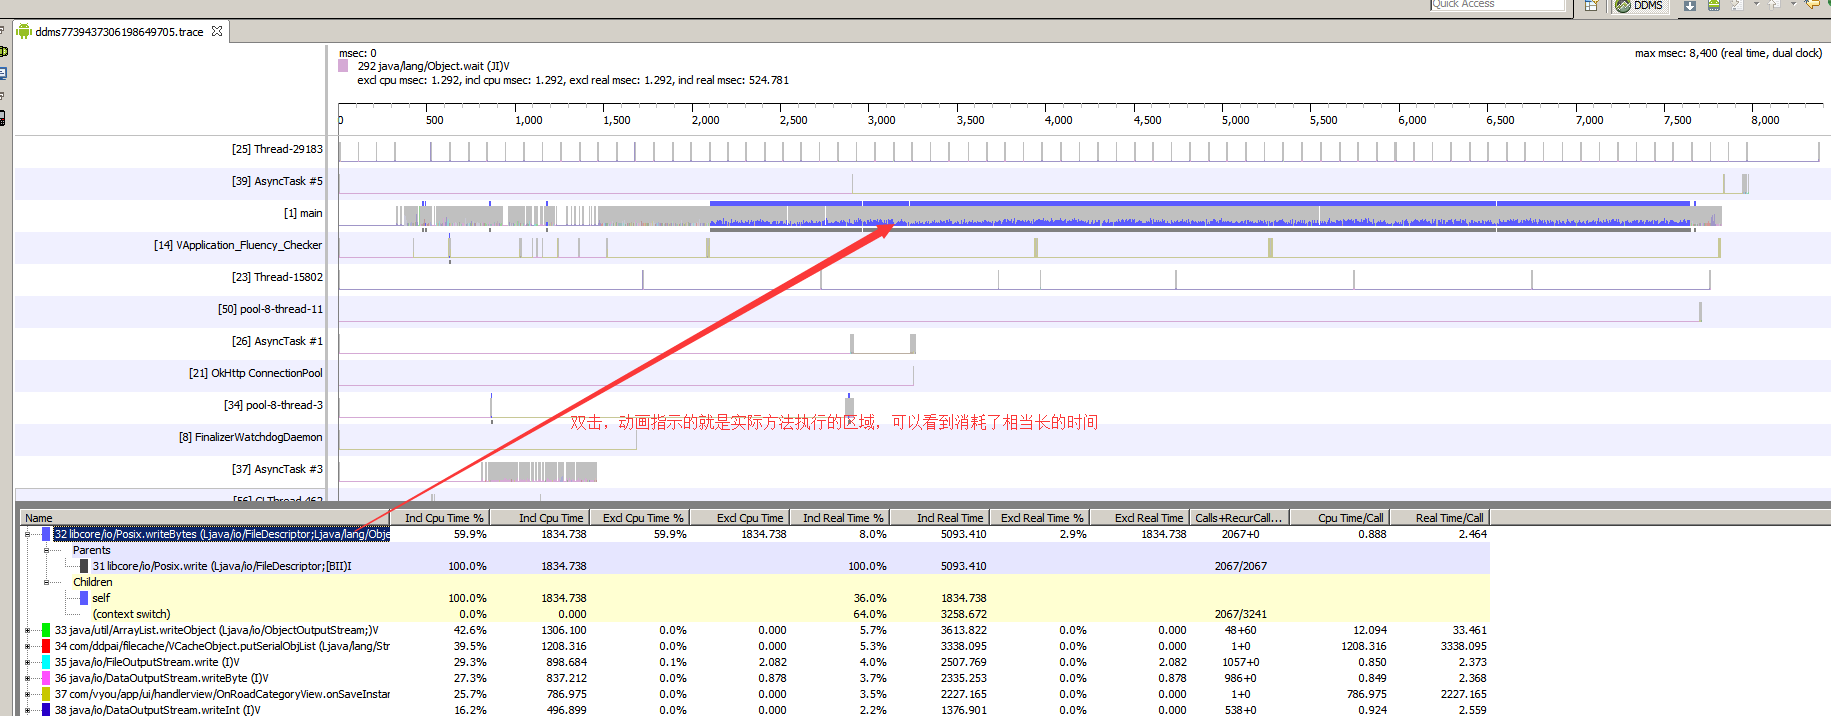 Quick Access
DDMS
ddms7739437306198649705.trace
msec: 0
max msec: 8,400 (real time, dual clock)
292 java/lang/Object.wait (JI)V
excl cpu msec: 1.292, incl cpu msec: 1.292, excl real msec: 1.292, incl real msec: 524.781
0 500 1,000 1,500 2,000 2,500 3,000 3,500 4,000 4,500 5,000 5,500 6,000 6,500 7,000 7,500 8,000
[25] Thread-29183
[39] AsyncTask #5
[1] main
[14] VApplication_Fluency_Checker
[23] Thread-15802
[50] pool-8-thread-11
[26] AsyncTask #1
[21] OkHttp ConnectionPool
[34] pool-8-thread-3
双击，动画指示的就是实际方法执行的区域，可以看到消耗了相当长的时间
[8] FinalizerWatchdogDaemon
[37] AsyncTask #3
Name Incl Cpu Time % Incl Cpu Time Excl Cpu Time % Excl Cpu Time Incl Real Time % Incl Real Time Excl Real Time % Excl Real Time Calls+RecurCall... Cpu Time/Call Real Time/Call
32 libcore/io/Posix.writeBytes (Ljava/io/FileDescriptor;Ljava/lang/Obje 59.9% 1834.738 59.9% 1834.738 8.0% 5093.410 2.9% 1834.738 2067+0 0.888 2.464
Parents
31 libcore/io/Posix.write (Ljava/io/FileDescriptor;[BII)I 100.0% 1834.738 100.0% 5093.410 2067/2067
Children
self 100.0% 1834.738 36.0% 1834.738
(context switch) 0.0% 0.000 64.0% 3258.672 2067/3241
33 java/util/ArrayList.writeObject (Ljava/io/ObjectOutputStream;)V 42.6% 1306.100 0.0% 0.000 5.7% 3613.822 0.0% 0.000 48+60 12.094 33.461
34 com/ddpai/filecache/VCacheObject.putSerialObjList (Ljava/lang/Str 39.5% 1208.316 0.0% 0.000 5.3% 3338.095 0.0% 0.000 1+0 1208.316 3338.095
35 java/io/FileOutputStream.write (I)V 29.3% 898.684 0.1% 2.082 4.0% 2507.769 0.0% 2.082 1057+0 0.850 2.373
36 java/io/DataOutputStream.writeByte (I)V 27.3% 837.212 0.0% 0.878 3.7% 2335.253 0.0% 0.878 986+0 0.849 2.368
37 com/vyou/app/ui/handlerview/OnRoadCategoryView.onSaveInstar 25.7% 786.975 0.0% 0.000 3.5% 2227.165 0.0% 0.000 1+0 786.975 2227.165
38 java/io/DataOutputStream.writeInt (I)V 16.2% 496.899 0.0% 0.000 2.2% 1376.901 0.0% 0.000 538+0 0.924 2.559